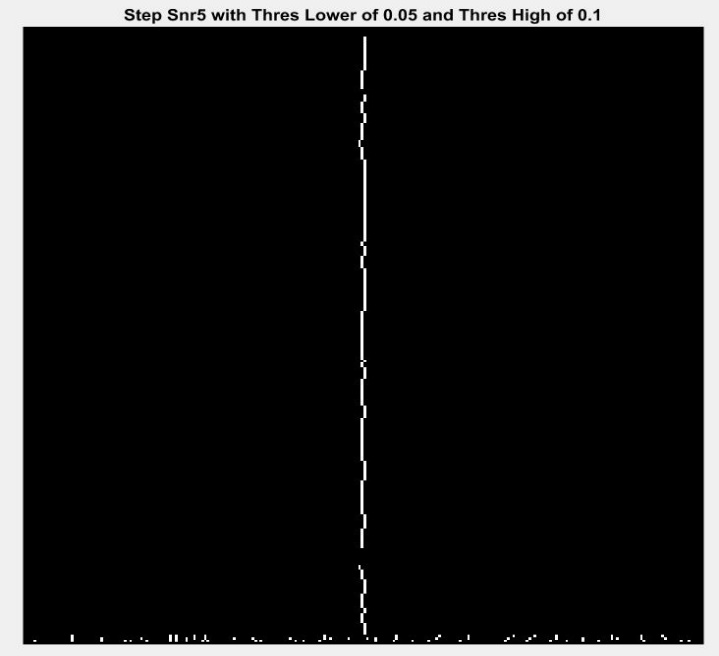 Step Snr5 with Thres Lower of 0.05 and Thres High of 0.1